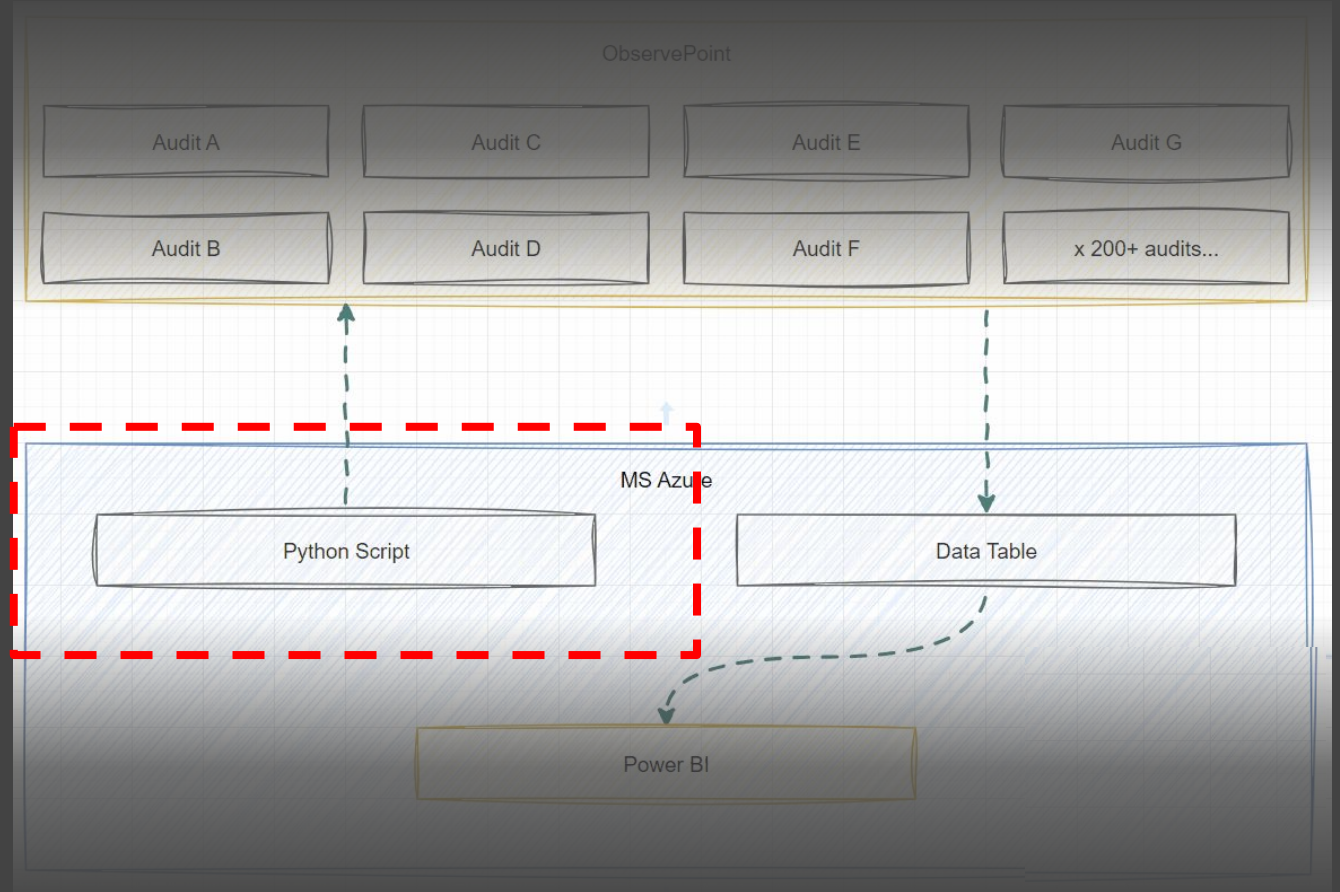 ObservePoint
Audit A
Audit C
Audit E
Audit G
Audit B
Audit D
Audit F
x 200+ audits...
MS Azure
Python Script
Data Table
Power BI